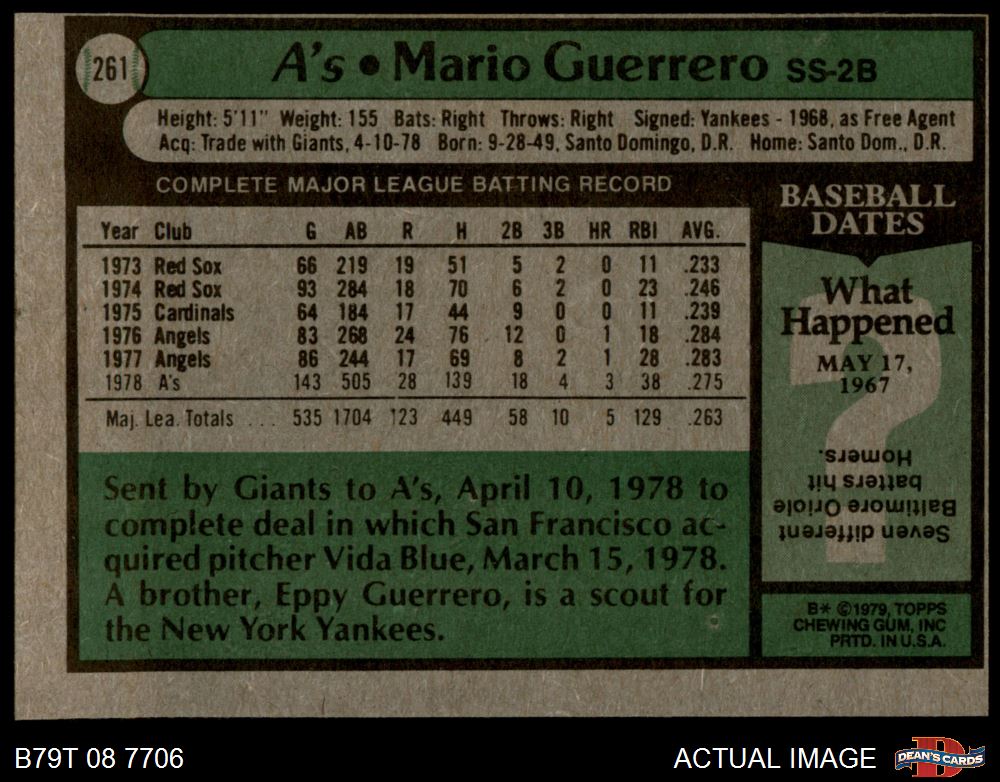 261
A's • Mario Guerrero SS-2B
Height: 5'11" Weight: 155 Bats: Right Throws: Right Signed: Yankees - 1968, as Free Agent
Acq: Trade with Giants, 4-10-78 Born: 9-28-49, Santo Domingo, D.R. Home: Santo Dom., D.R.
COMPLETE MAJOR LEAGUE BATTING RECORD
Year Club G AB R H 2B 3B HR RBI AVG.
1973 Red Sox 66 219 19 51 5 2 0 11 .233
1974 Red Sox 93 284 18 70 6 2 0 23 .246
1975 Cardinals 64 184 17 44 9 0 0 11 .239
1976 Angels 83 268 24 76 12 0 1 18 .284
1977 Angels 86 244 17 69 8 2 1 28 .283
1978 A's 143 505 28 139 18 4 3 38 .275
Maj. Lea. Totals ... 535 1704 123 449 58 10 5 129 .263
Sent by Giants to A's, April 10, 1978 to
complete deal in which San Francisco ac-
quired pitcher Vida Blue, March 15, 1978.
A brother, Eppy Guerrero, is a scout for
the New York Yankees.
BASEBALL
DATES
What
Happened
MAY 17,
1967
?
Seven different
Baltimore Oriole
batters hit
Homers.
B* ©1979, TOPPS
CHEWING GUM, INC
PRTD. IN U.S.A.
B79T 08 7706
ACTUAL IMAGE
D
DEAN'S CARDS